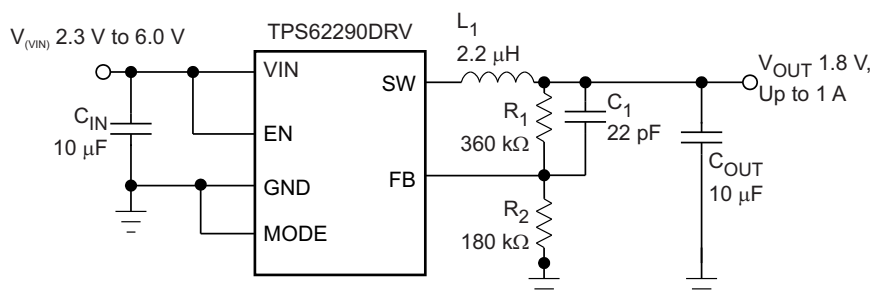 TPS62290DRV
V(VIN) 2.3 V to 6.0 V
VIN
EN
GND
MODE
SW
FB
CIN
10 μF
L1
2.2 μH
R1
360 kΩ
C1
22 pF
R2
180 kΩ
VOUT 1.8 V,
Up to 1 A
COUT
10 μF